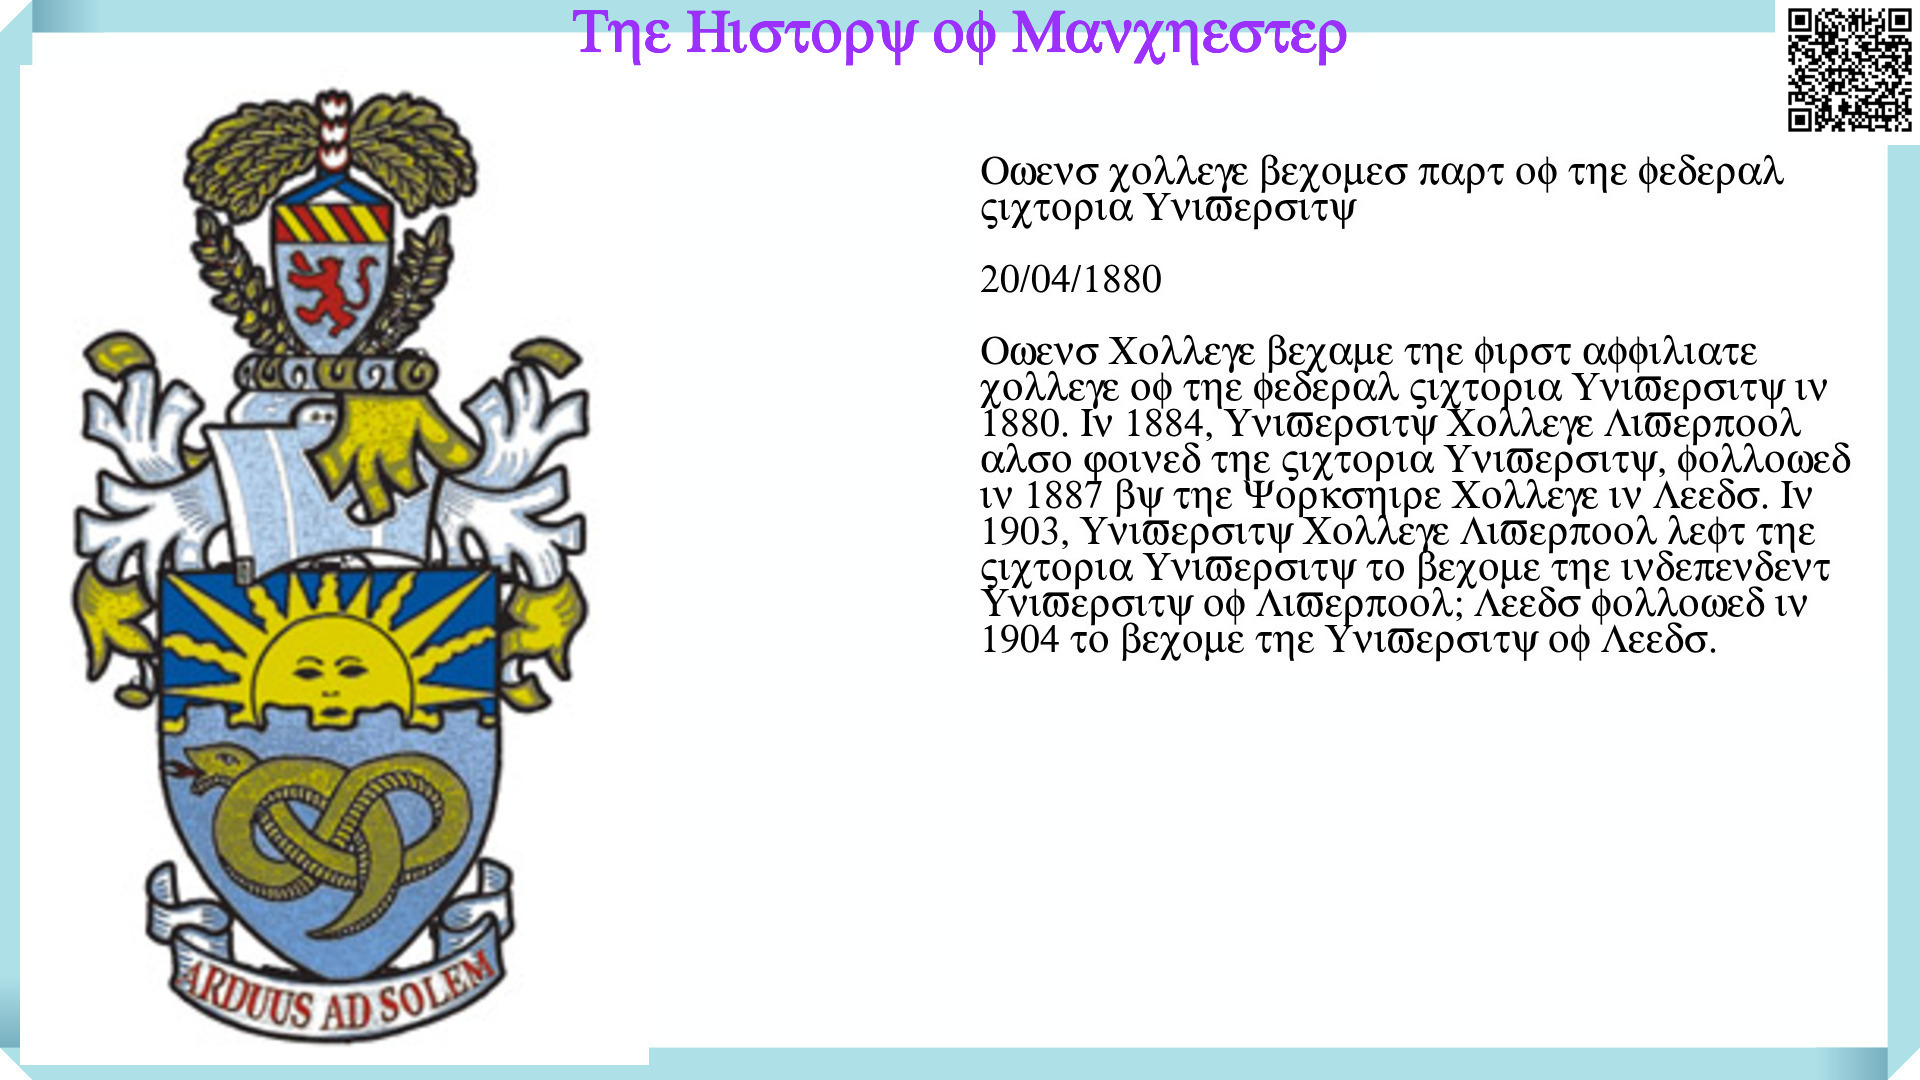 Τηε Ηιστορψ οφ Μανχηεστερ
Οωενσ χολλεγε βεχομεσ παρτ οφ τηε φεδεραλ
ςιχτορια Υνιϖερσιτψ
20/04/1880
Οωενσ Χολλεγε βεχαμε τηε φιρστ αφφιλιατε
χολλεγε οφ τηε φεδεραλ ςιχτορια Υνιϖερσιτψ ιν
1880. Ιν 1884, Υνιϖερσιτψ Χολλεγε Λιϖερποολ
αλσο φοινεδ τηε ςιχτορια Υνιϖερσιτψ, φολλοωεδ
ιν 1887 βψ τηε Ψορκσηιρε Χολλεγε ιν Λεεδσ. Ιν
1903, Υνιϖερσιτψ Χολλεγε Λιϖερποολ λεφτ τηε
ςιχτορια Υνιϖερσιτψ το βεχομε τηε ινδεπενδεντ
Υνιϖερσιτψ οφ Λιϖερποολ; Λεεδσ φολλοωεδ ιν
1904 το βεχομε τηε Υνιϖερσιτψ οφ Λεεδσ.
ARDUUS AD SOLEM